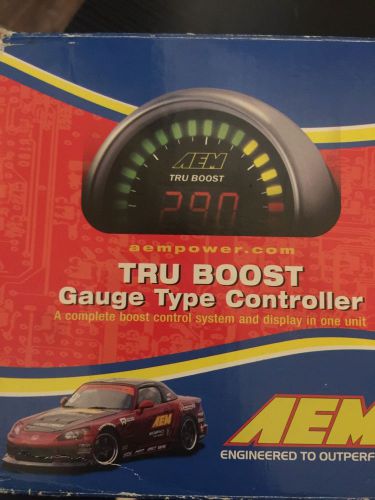 AEM
TRU BOOST
290
aempower.com
TRU BOOST
Gauge Type Controller
A complete boost control system and display in one unit
AEM
AEM
ENGINEERED TO OUTPERF